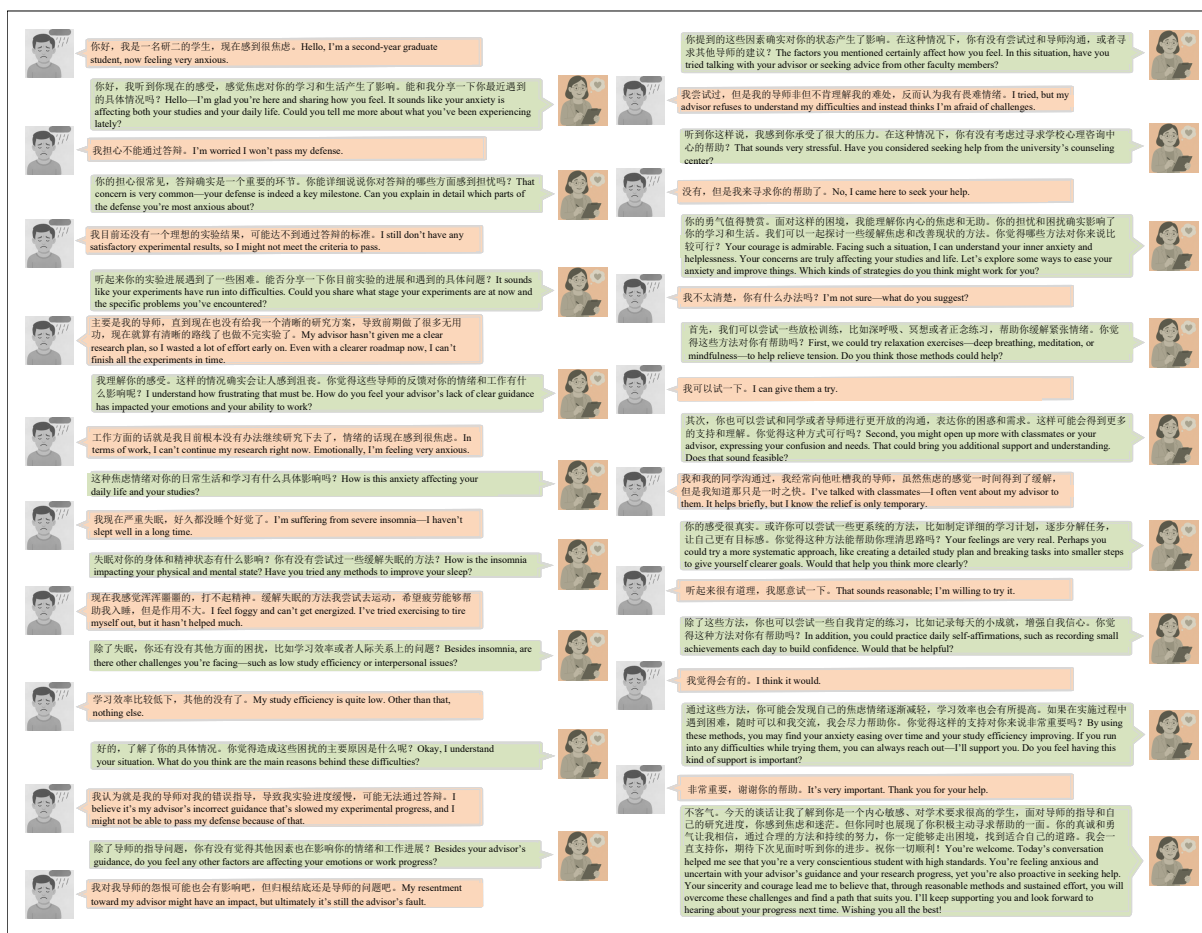 你好，我是一名研二的学生，现在感到很焦虑。Hello, I'm a second-year graduate
student, now feeling very anxious.
你好，我听到你现在的感受，感觉焦虑对你的学习和生活产生了影响。能和我分享一下你最近遇到
的具体情况吗？Hello—I'm glad you're here and sharing how you feel. It sounds like your anxiety is
affecting both your studies and your daily life. Could you tell me more about what you've been experiencing
lately?
我担心不能通过答辩。I'm worried I won't pass my defense.
你的担心很常见，答辩确实是一个重要的环节。你能详细说说你对答辩的哪些方面感到担忧吗？That
concern is very common—your defense is indeed a key milestone. Can you explain in detail which parts of
the defense you're most anxious about?
我目前还没有一个理想的实验结果，可能达不到通过答辩的标准。I still don't have any
satisfactory experimental results, so I might not meet the criteria to pass.
听起来你的实验进展遇到了一些困难。能否分享一下你目前实验的进展和遇到的具体问题？It sounds
like your experiments have run into difficulties. Could you share what stage your experiments are at now and
the specific problems you've encountered?
主要是我的导师，直到现在也没有给我一个清晰的研究方案，导致前期做了很多无用
功，现在就算有清晰的路线了也做不完实验了。My advisor hasn't given me a clear
research plan, so I wasted a lot of effort early on. Even with a clearer roadmap now, I can't
finish all the experiments in time.
我理解你的感受。这样的情况确实会让人感到沮丧。你觉得这些导师的反馈对你的情绪和工作有什
么影响呢？I understand how frustrating that must be. How do you feel your advisor's lack of clear guidance
has impacted your emotions and your ability to work?
工作方面的话就是我目前根本没有办法继续研究下去了，情绪的话现在感到很焦虑。In
terms of work, I can't continue my research right now. Emotionally, I'm feeling very anxious.
这种焦虑情绪对你的日常生活和学习有什么具体影响吗？How is this anxiety affecting your
daily life and your studies?
我现在严重失眠，好久都没睡个好觉了。I'm suffering from severe insomnia—I haven't
slept well in a long time.
失眠对你的身体和精神状态有什么影响？你有没有尝试过一些缓解失眠的方法？How is the insomnia
impacting your physical and mental state? Have you tried any methods to improve your sleep?
现在我感觉浑浑噩噩的，打不起精神。缓解失眠的方法我尝试去运动，希望疲劳能够帮
助我入睡，但是作用不大。I feel foggy and can't get energized. I've tried exercising to tire
myself out, but it hasn't helped much.
除了失眠，你还有没有其他方面的困扰，比如学习效率或者人际关系上的问题？Besides insomnia, are
there other challenges you're facing—such as low study efficiency or interpersonal issues?
学习效率比较低下，其他的没有了。My study efficiency is quite low. Other than that,
nothing else.
好的，了解了你的具体情况。你觉得造成这些困扰的主要原因是什么呢？Okay, I understand
your situation. What do you think are the main reasons behind these difficulties?
我认为就是我的导师对我的错误指导，导致我实验进度缓慢，可能无法通过答辩。I
believe it's my advisor's incorrect guidance that's slowed my experimental progress, and I
might not be able to pass my defense because of that.
除了导师的指导问题，你有没有觉得其他因素也在影响你的情绪和工作进展？Besides your advisor's
guidance, do you feel any other factors are affecting your emotions or work progress?
我对我导师的怨恨可能也会有影响吧，但归根结底还是导师的问题吧。My resentment
toward my advisor might have an impact, but ultimately it's still the advisor's fault.
你提到的这些因素确实对你的状态产生了影响。在这种情况下，你有没有尝试过和导师沟通，或者寻
求其他导师的建议？The factors you mentioned certainly affect how you feel. In this situation, have you
tried talking with your advisor or seeking advice from other faculty members?
我尝试过，但是我的导师非但不肯理解我的难处，反而认为我有畏难情绪。I tried, but my
advisor refuses to understand my difficulties and instead thinks I'm afraid of challenges.
听到你这样说，我感到你承受了很大的压力。在这种情况下，你有没有考虑过寻求学校心理咨询中
心的帮助？That sounds very stressful. Have you considered seeking help from the university's counseling
center?
没有，但是我来寻求你的帮助了。No, I came here to seek your help.
你的勇气值得赞赏。面对这样的困境，我能理解你内心的焦虑和无助。你的担忧和困扰确实影响了
你的学习和生活。我们可以一起探讨一些缓解焦虑和改善现状的方法。你觉得哪些方法对你来说比
较可行？Your courage is admirable. Facing such a situation, I can understand your inner anxiety and
helplessness. Your concerns are truly affecting your studies and life. Let's explore some ways to ease your
anxiety and improve things. Which kinds of strategies do you think might work for you?
我不太清楚，你有什么办法吗？I'm not sure—what do you suggest?
首先，我们可以尝试一些放松训练，比如深呼吸、冥想或者正念练习，帮助你缓解紧张情绪。你觉
得这些方法对你有帮助吗？First, we could try relaxation exercises—deep breathing, meditation, or
mindfulness—to help relieve tension. Do you think those methods could help?
我可以试一下。I can give them a try.
其次，你也可以尝试和同学或者导师进行更开放的沟通，表达你的困惑和需求。这样可能会得到更多
的支持和理解。你觉得这种方式可行吗？Second, you might open up more with classmates or your
advisor, expressing your confusion and needs. That could bring you additional support and understanding.
Does that sound feasible?
我和我的同学沟通过，我经常向他吐槽我的导师，虽然焦虑的感觉一时间得到了缓解，
但是我知道那只是一时之快。I've talked with classmates—I often vent about my advisor to
them. It helps briefly, but I know the relief is only temporary.
你的感受很真实。或许你可以尝试一些更系统的方法，比如制定详细的学习计划，逐步分解任务，
让自己更有目标感。你觉得这种方法能帮助你理清思路吗？Your feelings are very real. Perhaps you
could try a more systematic approach, like creating a detailed study plan and breaking tasks into smaller steps
to give yourself clearer goals. Would that help you think more clearly?
听起来很有道理，我愿意试一下。That sounds reasonable; I'm willing to try it.
除了这些方法，你也可以尝试一些自我肯定的练习，比如记录每天的小成就，增强自我信心。你觉
得这种方法对你有帮助吗？In addition, you could practice daily self-affirmations, such as recording small
achievements each day to build confidence. Would that be helpful?
我觉得会有的。I think it would.
通过这些方法，你可能会发现自己的焦虑情绪逐渐减轻，学习效率也会有所提高。如果在实施过程中
遇到困难，随时可以和我交流，我会尽力帮助你。你觉得这样的支持对你来说非常重要吗？By using
these methods, you may find your anxiety easing over time and your study efficiency improving. If you run
into any difficulties while trying them, you can always reach out—I'll support you. Do you feel having this
kind of support is important?
非常重要，谢谢你的帮助。It's very important. Thank you for your help.
不客气。今天的谈话让我了解到你是一个内心敏感、对学术要求很高的学生，面对导师的指导和自
己的研究进度，你感到焦虑和迷茫。但你同时也展现了你积极主动寻求帮助的一面。你的真诚和勇
气让我相信，通过合理的方法和持续的努力，你一定能够走出困境，找到适合自己的道路。我会一
直支持你，期待下次见面时听到你的进步。祝你一切顺利！You're welcome. Today's conversation
helped me see that you're a very conscientious student with high standards. You're feeling anxious and
uncertain with your advisor's guidance and your research progress, yet you're also proactive in seeking help.
Your sincerity and courage lead me to believe that, through reasonable methods and sustained effort, you will
overcome these challenges and find a path that suits you. I'll keep supporting you and look forward to
hearing about your progress next time. Wishing you all the best!